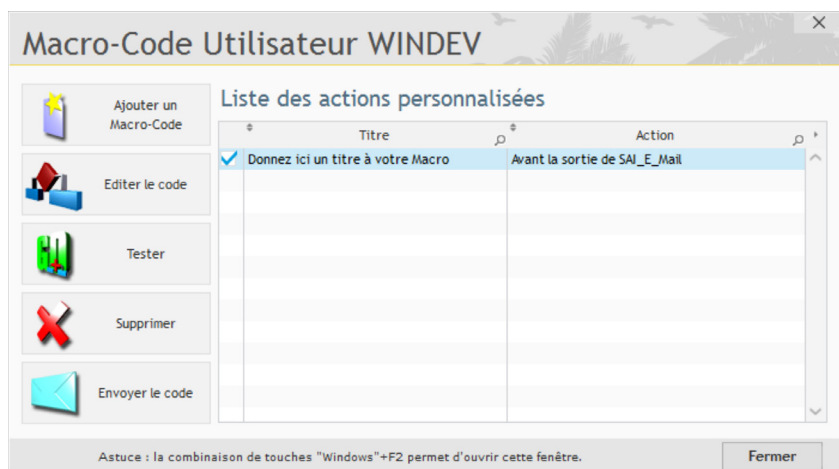 Macro-Code Utilisateur WINDEV
Ajouter un
Macro-Code
Editer le code
Tester
Supprimer
Envoyer le code
Liste des actions personnalisées
Titre Action
Donnez ici un titre à votre Macro Avant la sortie de SAI_E_Mail
Astuce : la combinaison de touches "Windows"+F2 permet d'ouvrir cette fenêtre.
Fermer